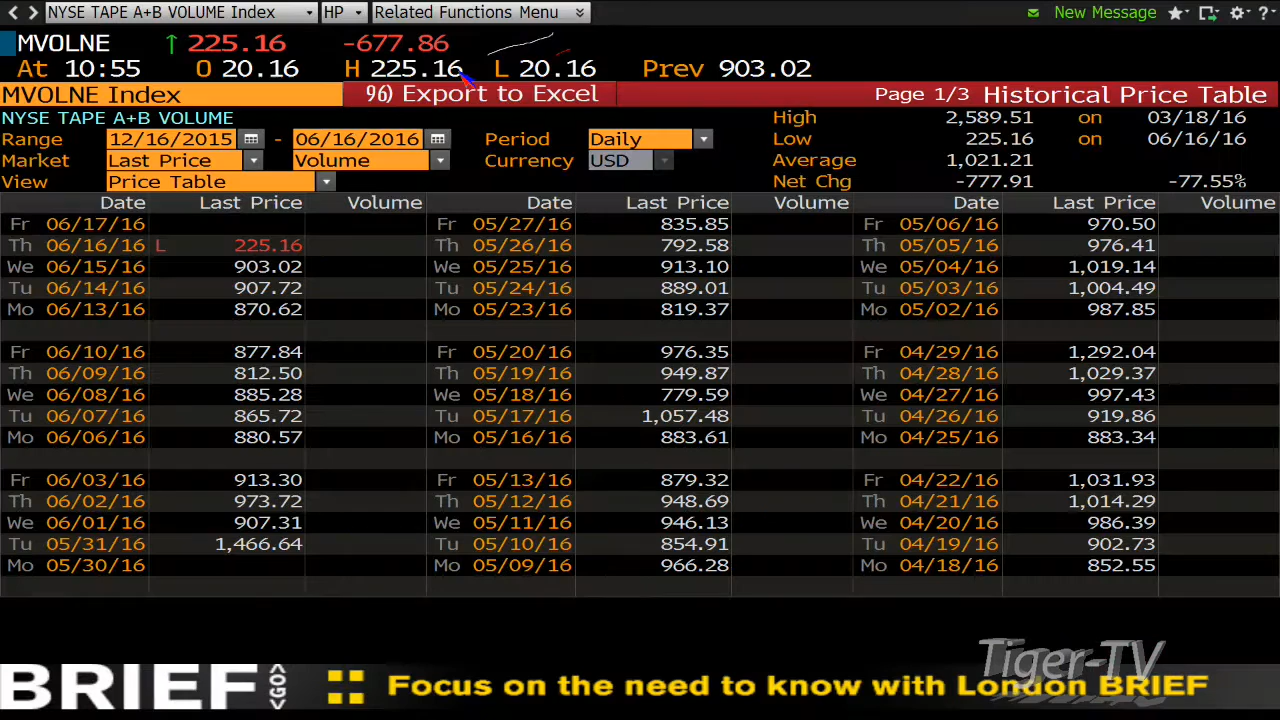 NYSE TAPE A+B VOLUME Index HP Related Functions Menu New Message
MVOLNE ↑ 225.16 -677.86
At 10:55 O 20.16 H 225.16 L 20.16 Prev 903.02
MVOLNE Index 96) Export to Excel Page 1/3 Historical Price Table
NYSE TAPE A+B VOLUME High 2,589.51 on 03/18/16
Range 12/16/2015 - 06/16/2016 Period Daily Low 225.16 on 06/16/16
Market Last Price Volume Currency USD Average 1,021.21
View Price Table Net Chg -777.91 -77.55%
Date Last Price Volume Date Last Price Volume Date Last Price Volume
Fr 06/17/16 Fr 05/27/16 835.85 Fr 05/06/16 970.50
Th 06/16/16 L 225.16 Th 05/26/16 792.58 Th 05/05/16 976.41
We 06/15/16 903.02 We 05/25/16 913.10 We 05/04/16 1,019.14
Tu 06/14/16 907.72 Tu 05/24/16 889.01 Tu 05/03/16 1,004.49
Mo 06/13/16 870.62 Mo 05/23/16 819.37 Mo 05/02/16 987.85
Fr 06/10/16 877.84 Fr 05/20/16 976.35 Fr 04/29/16 1,292.04
Th 06/09/16 812.50 Th 05/19/16 949.87 Th 04/28/16 1,029.37
We 06/08/16 885.28 We 05/18/16 779.59 We 04/27/16 997.43
Tu 06/07/16 865.72 Tu 05/17/16 1,057.48 Tu 04/26/16 919.86
Mo 06/06/16 880.57 Mo 05/16/16 883.61 Mo 04/25/16 883.34
Fr 06/03/16 913.30 Fr 05/13/16 879.32 Fr 04/22/16 1,031.93
Th 06/02/16 973.72 Th 05/12/16 948.69 Th 04/21/16 1,014.29
We 06/01/16 907.31 We 05/11/16 946.13 We 04/20/16 986.39
Tu 05/31/16 1,466.64 Tu 05/10/16 854.91 Tu 04/19/16 902.73
Mo 05/30/16 Mo 05/09/16 966.28 Mo 04/18/16 852.55
Tiger-TV
BRIEF <GO> Focus on the need to know with London BRIEF